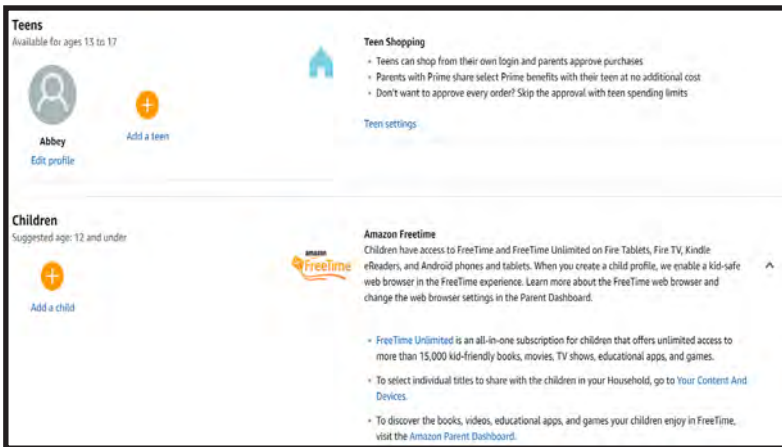 Teens
Available for ages 13 to 17
Abbey
Edit profile
Add a teen
Teen Shopping
• Teens can shop from their own login and parents approve purchases
• Parents with Prime share select Prime benefits with their teen at no additional cost
• Don't want to approve every order? Skip the approval with teen spending limits
Teen settings
Children
Suggested age: 12 and under
Add a child
amazon
FreeTime
Amazon Freetime
Children have access to FreeTime and FreeTime Unlimited on Fire Tablets, Fire TV, Kindle
eReaders, and Android phones and tablets. When you create a child profile, we enable a kid-safe
web browser in the FreeTime experience. Learn more about the FreeTime web browser and
change the web browser settings in the Parent Dashboard.
• FreeTime Unlimited is an all-in-one subscription for children that offers unlimited access to
more than 15,000 kid-friendly books, movies, TV shows, educational apps, and games.
• To select individual titles to share with the children in your Household, go to Your Content And
Devices.
• To discover the books, videos, educational apps, and games your children enjoy in FreeTime,
visit the Amazon Parent Dashboard.